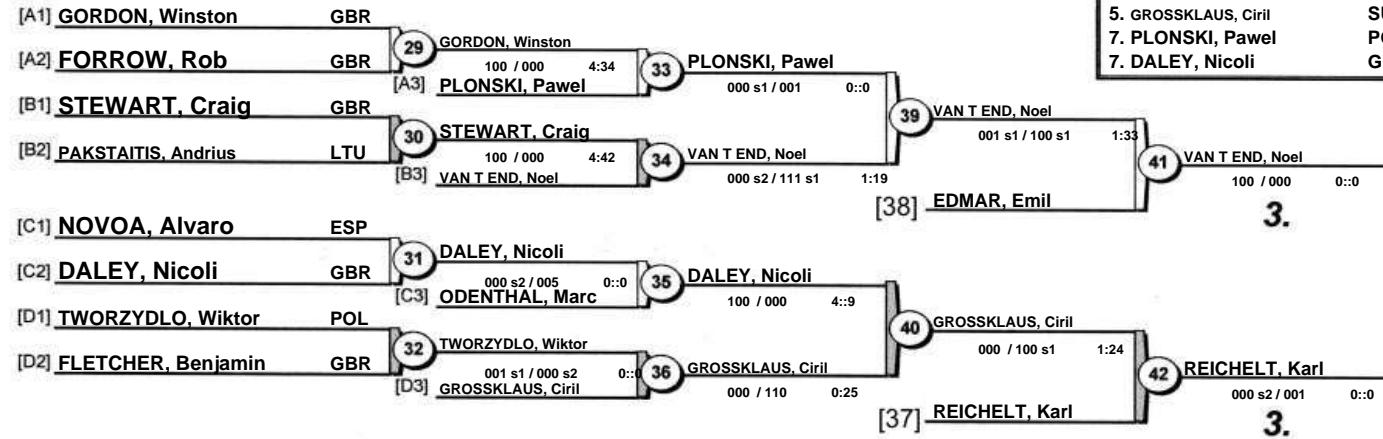 [A1] GORDON, Winston GBR
[A2] FORROW, Rob GBR
[B1] STEWART, Craig GBR
[B2] PAKSTAITIS, Andrius LTU
[C1] NOVOA, Alvaro ESP
[C2] DALEY, Nicoli GBR
[D1] TWORZYDLO, Wiktor POL
[D2] FLETCHER, Benjamin GBR
29
GORDON, Winston
100 / 000 4:34
[A3] PLONSKI, Pawel
30
STEWART, Craig
100 / 000 4:42
[B3] VAN T END, Noel
31
DALEY, Nicoli
000 s2 / 005 0::0
[C3] ODENTHAL, Marc
32
TWORZYDLO, Wiktor
001 s1 / 000 s2 0::0
[D3] GROSSKLAUS, Ciril
33
PLONSKI, Pawel
000 s1 / 001 0::0
34
VAN T END, Noel
000 s2 / 111 s1 1:19
35
DALEY, Nicoli
100 / 000 4::9
36
GROSSKLAUS, Ciril
000 / 110 0:25
39
VAN T END, Noel
001 s1 / 100 s1 1:33
[38] EDMAR, Emil
40
GROSSKLAUS, Ciril
000 / 100 s1 1:24
[37] REICHELT, Karl
41
VAN T END, Noel
100 / 000 0::0
3.
42
REICHELT, Karl
000 s2 / 001 0::0
3.
5. GROSSKLAUS, Ciril
7. PLONSKI, Pawel
7. DALEY, Nicoli